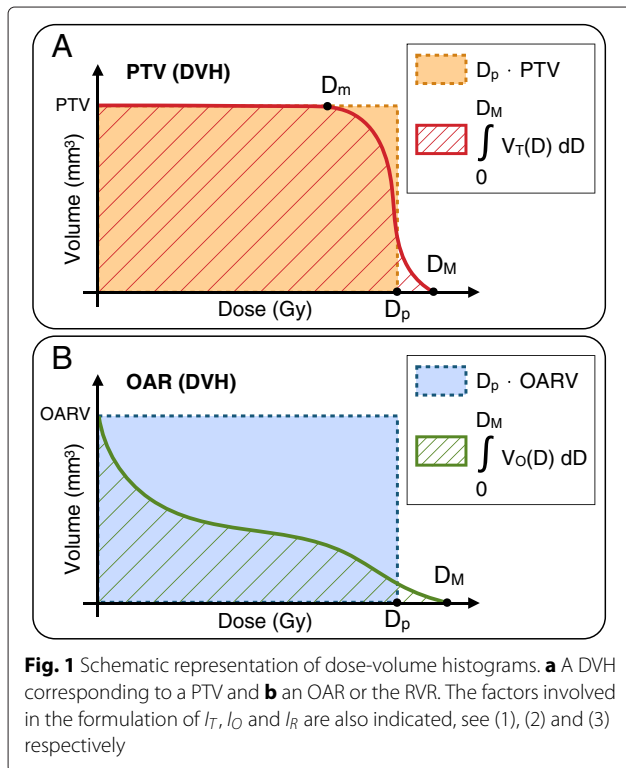 A
PTV (DVH)
Dm
PTV
Volume (mm³)
Dose (Gy)
Dp
DM
Dp · PTV
DM
∫ VT(D) dD
0
B
OAR (DVH)
OARV
Volume (mm³)
Dose (Gy)
Dp
DM
Dp · OARV
DM
∫ VO(D) dD
0
Fig. 1 Schematic representation of dose-volume histograms. a A DVH
corresponding to a PTV and b an OAR or the RVR. The factors involved
in the formulation of IT, IO and IR are also indicated, see (1), (2) and (3)
respectively